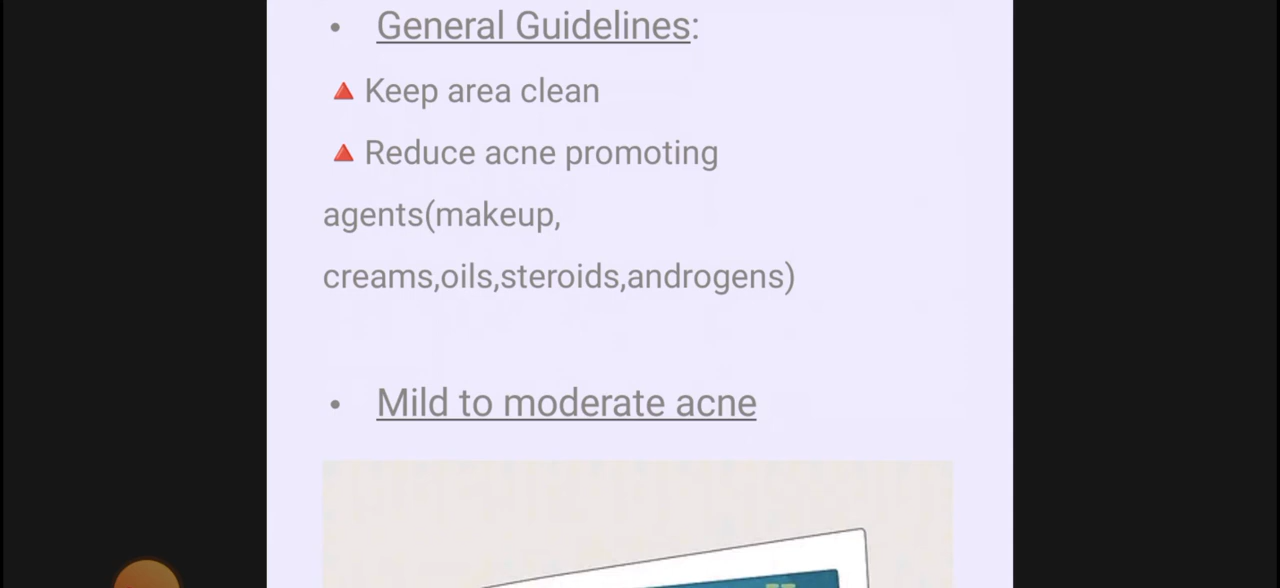 • General Guidelines:
🔺Keep area clean
🔺Reduce acne promoting
agents(makeup,
creams,oils,steroids,androgens)
• Mild to moderate acne